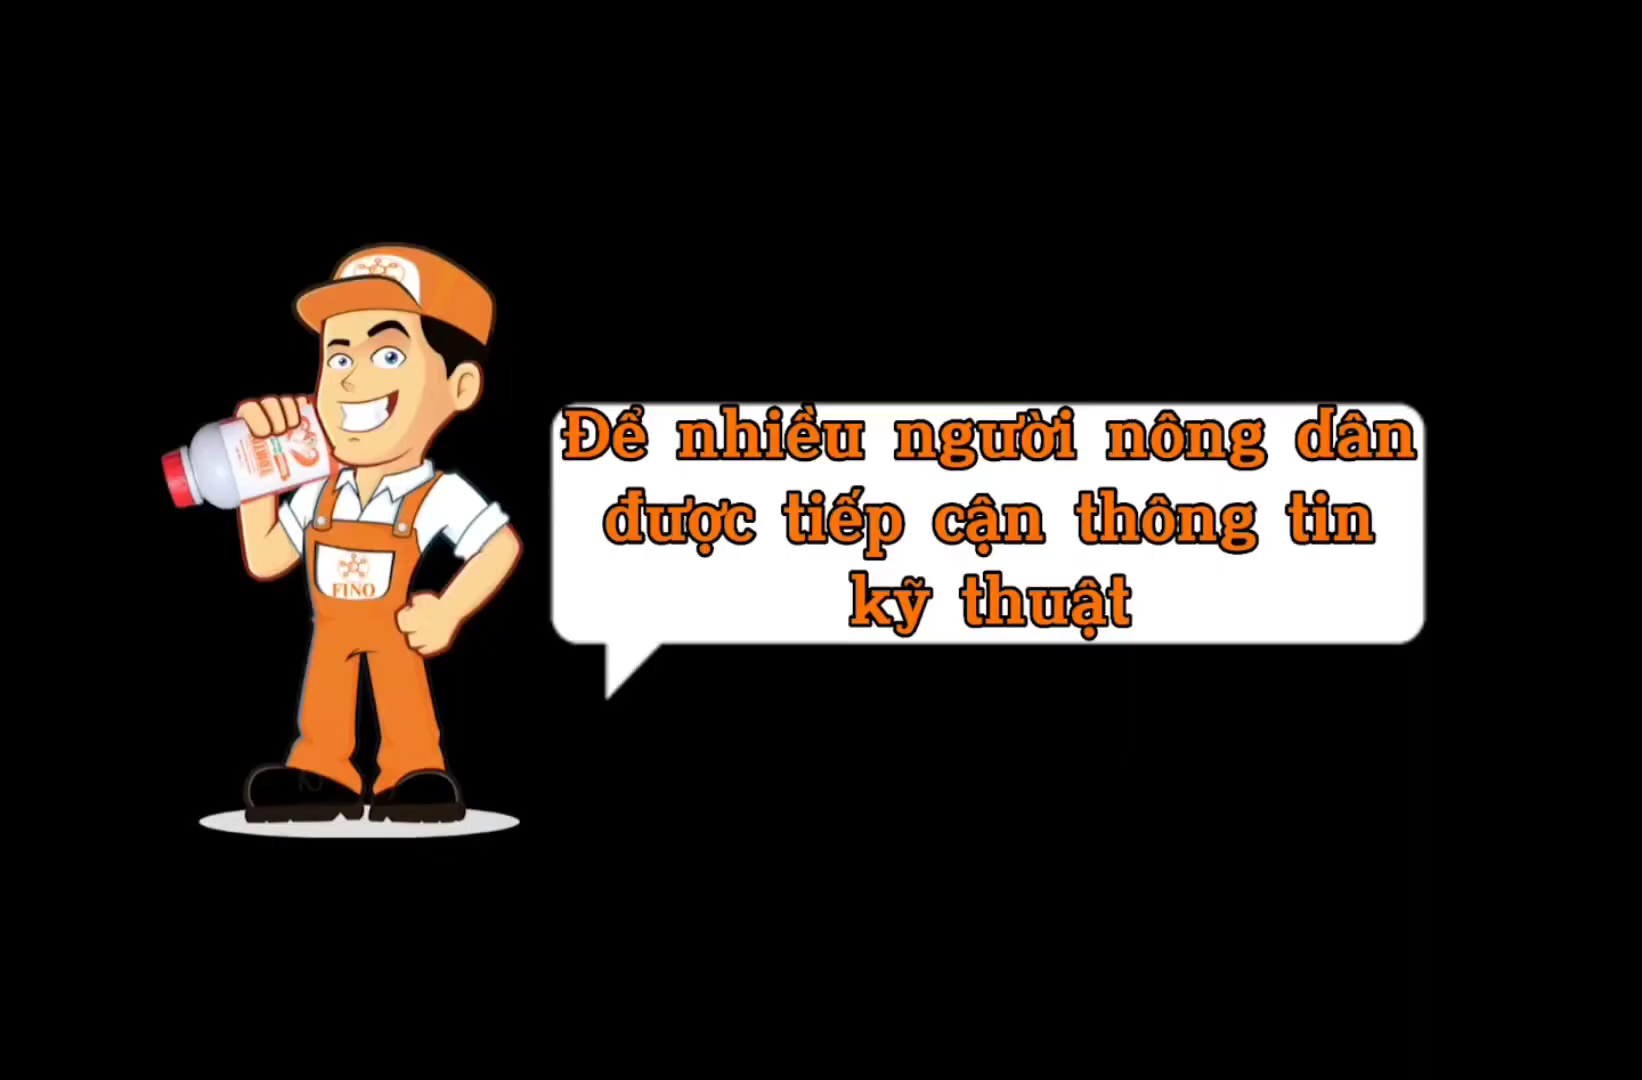 Để nhiều người nông dân
được tiếp cận thông tin
kỹ thuật
FINO